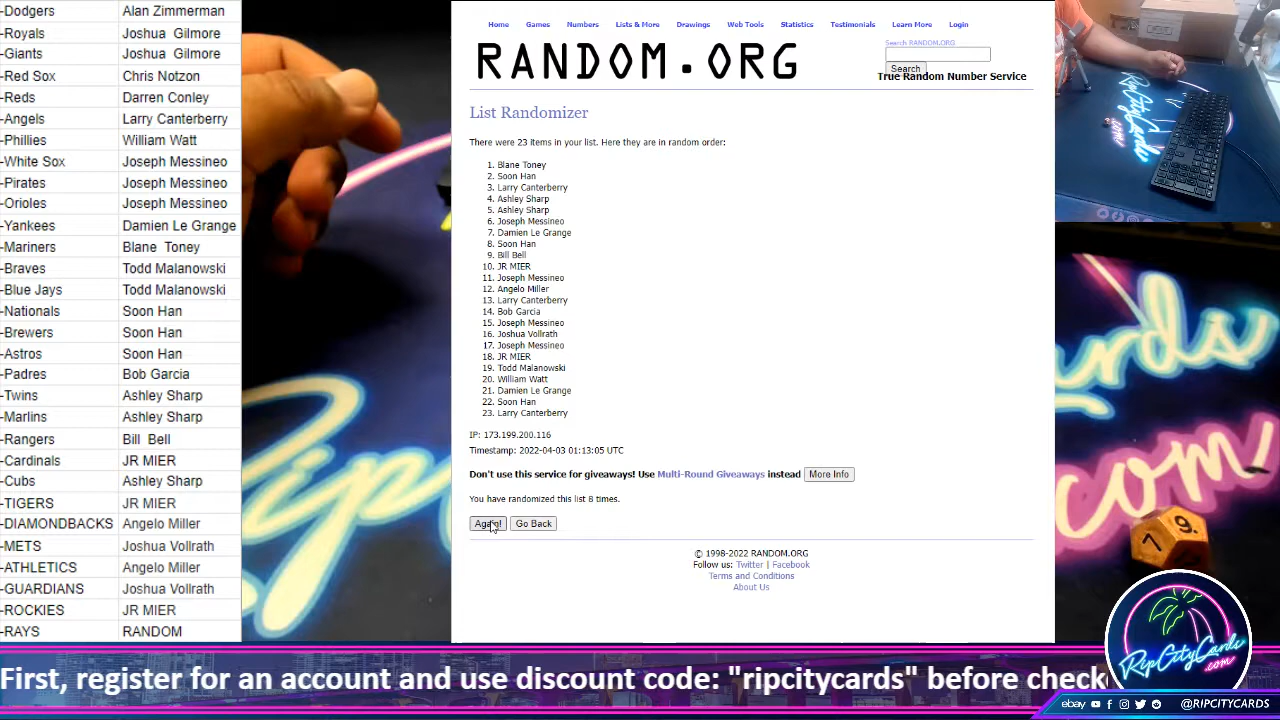 -Dodgers Alan Zimmerman
-Royals Joshua Gilmore
-Giants Joshua Gilmore
-Red Sox Chris Notzon
-Reds Darren Conley
-Angels Larry Canterberry
-Phillies William Watt
-White Sox Joseph Messineo
-Pirates Joseph Messineo
-Orioles Joseph Messineo
-Yankees Damien Le Grange
-Mariners Blane Toney
-Braves Todd Malanowski
-Blue Jays Todd Malanowski
-Nationals Soon Han
-Brewers Soon Han
-Astros Soon Han
-Padres Bob Garcia
-Twins Ashley Sharp
-Marlins Ashley Sharp
-Rangers Bill Bell
-Cardinals JR MIER
-Cubs Ashley Sharp
-TIGERS JR MIER
-DIAMONDBACKS Angelo Miller
-METS Joshua Vollrath
-ATHLETICS Angelo Miller
-GUARDIANS Joshua Vollrath
-ROCKIES JR MIER
-RAYS RANDOM
Home Games Numbers Lists & More Drawings Web Tools Statistics Testimonials Learn More Login
RANDOM.ORG
Search RANDOM.ORG
Search
True Random Number Service
List Randomizer
There were 23 items in your list. Here they are in random order:
1. Blane Toney
2. Soon Han
3. Larry Canterberry
4. Ashley Sharp
5. Ashley Sharp
6. Joseph Messineo
7. Damien Le Grange
8. Soon Han
9. Bill Bell
10. JR MIER
11. Joseph Messineo
12. Angelo Miller
13. Larry Canterberry
14. Bob Garcia
15. Joseph Messineo
16. Joshua Vollrath
17. Joseph Messineo
18. JR MIER
19. Todd Malanowski
20. William Watt
21. Damien Le Grange
22. Soon Han
23. Larry Canterberry
IP: 173.199.200.116
Timestamp: 2022-04-03 01:13:05 UTC
Don't use this service for giveaways! Use Multi-Round Giveaways instead More Info
You have randomized this list 8 times.
Again! Go Back
© 1998-2022 RANDOM.ORG
Follow us: Twitter | Facebook
Terms and Conditions
About Us
RipCityCards
.com
ards
com
7 9.
First, register for an account and use discount code: "ripcitycards" before check
RipCityCards
.com
ebay @RIPCITYCARDS